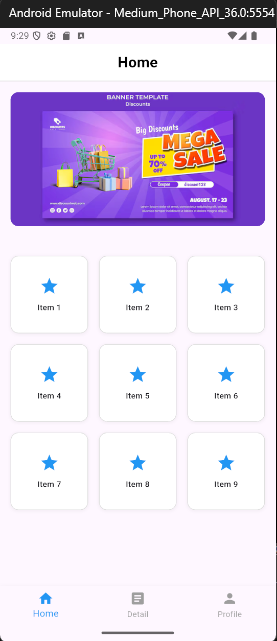 Android Emulator - Medium_Phone_API_36.0:5554
9:29
Home
BANNER TEMPLATE
Discounts
Big Discounts
MEGA
SALE
UP TO
70%
OFF
Coupon discount123
AUGUST, 17 - 23
Item 1 Item 2 Item 3
Item 4 Item 5 Item 6
Item 7 Item 8 Item 9
Home Detail Profile